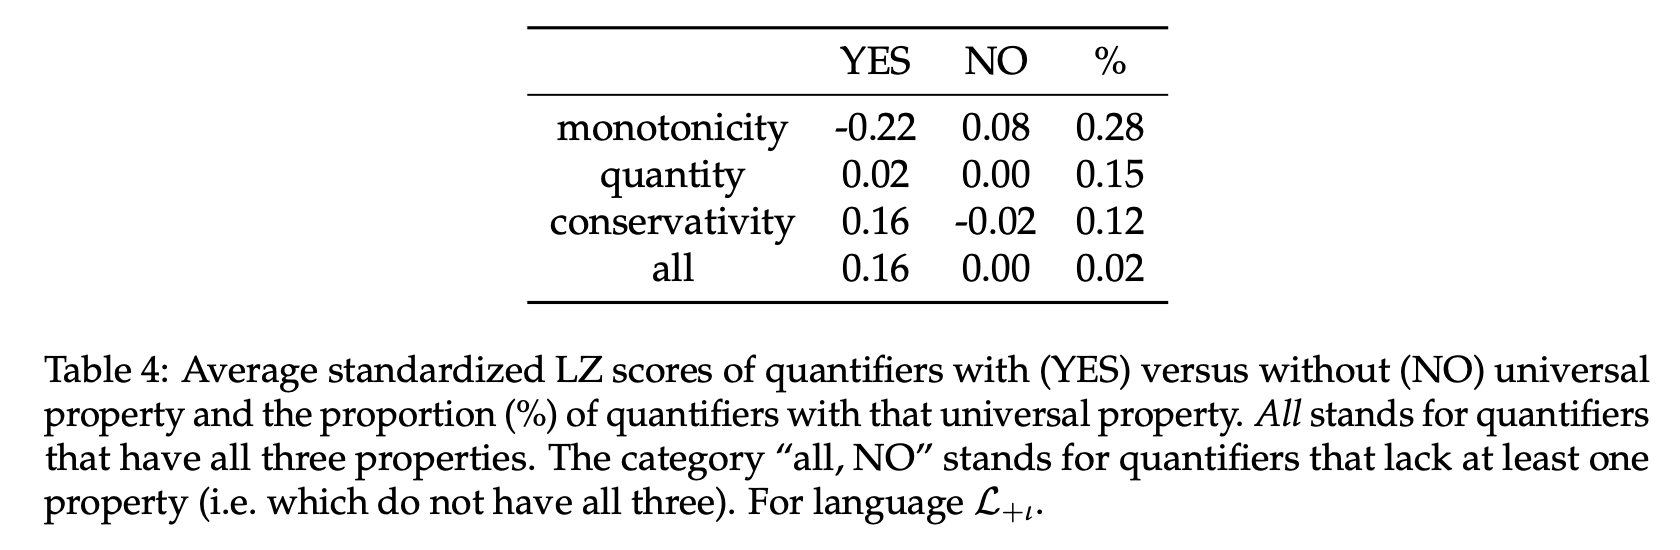 YES NO %
monotonicity -0.22 0.08 0.28
quantity 0.02 0.00 0.15
conservativity 0.16 -0.02 0.12
all 0.16 0.00 0.02
Table 4: Average standardized LZ scores of quantifiers with (YES) versus without (NO) universal
property and the proportion (%) of quantifiers with that universal property. All stands for quantifiers
that have all three properties. The category “all, NO” stands for quantifiers that lack at least one
property (i.e. which do not have all three). For language ℒ₊ι.